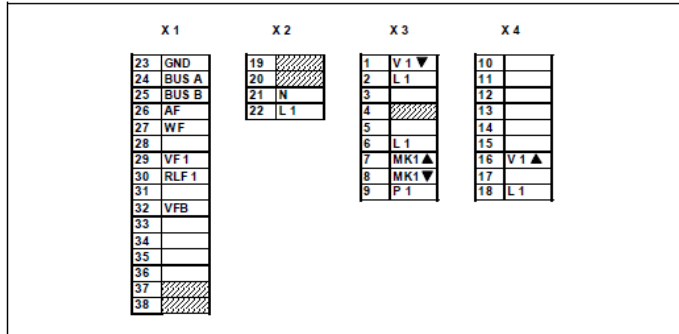 X 1 X 2 X 3 X 4
23 GND 19 1 V 1 ▼ 10
24 BUS A 20 2 L 1 11
25 BUS B 21 N 3 12
26 AF 22 L 1 4 13
27 WF 5 14
28 6 L 1 15
29 VF 1 7 MK1▲ 16 V 1 ▲
30 RLF 1 8 MK1▼ 17
31 9 P 1 18 L 1
32 VFB
33
34
35
36
37
38